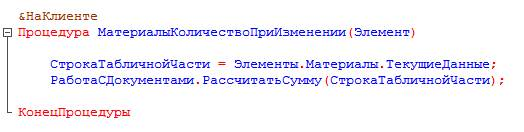 &НаКлиенте
Процедура МатериалыКоличествоПриИзменении(Элемент)
СтрокаТабличнойЧасти = Элементы.Материалы.ТекущиеДанные;
РаботаСДокументами.РассчитатьСумму(СтрокаТабличнойЧасти);
КонецПроцедуры